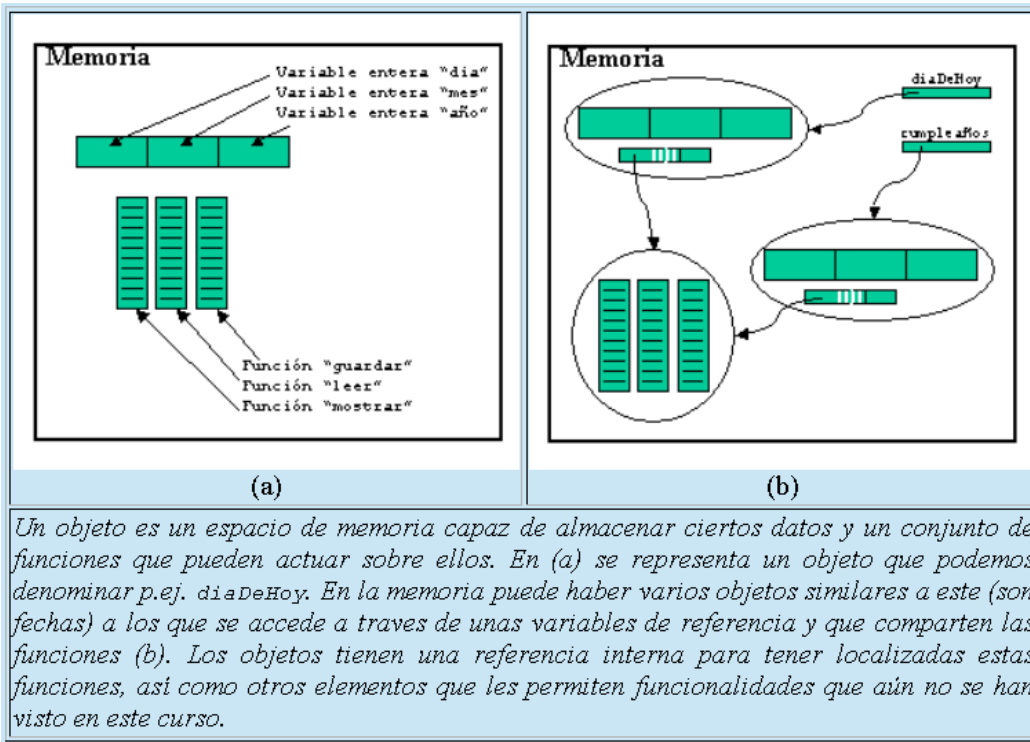 Memoria
Variable entera "dia"
Variable entera "mes"
Variable entera "año"
Función "guardar"
Función "leer"
Función "mostrar"
(a)
Memoria
diaDeHoy
cumpleaños
(b)
Un objeto es un espacio de memoria capaz de almacenar ciertos datos y un conjunto de
funciones que pueden actuar sobre ellos. En (a) se representa un objeto que podemos
denominar p.ej. diaDeHoy. En la memoria puede haber varios objetos similares a este (son
fechas) a los que se accede a traves de unas variables de referencia y que comparten las
funciones (b). Los objetos tienen una referencia interna para tener localizadas estas
funciones, así como otros elementos que les permiten funcionalidades que aún no se han
visto en este curso.